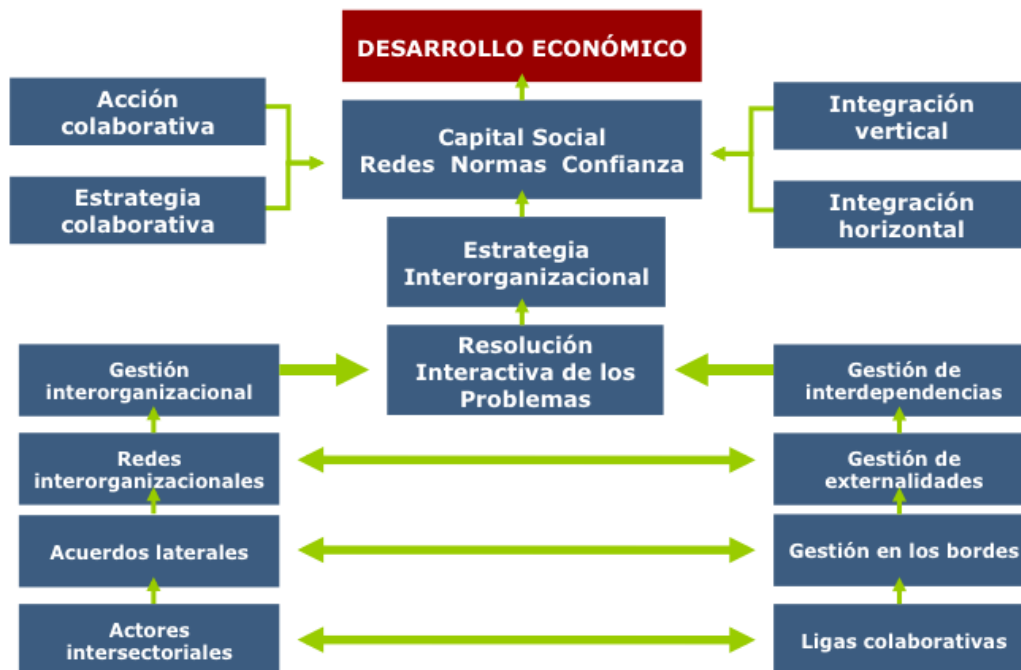 DESARROLLO ECONÓMICO
Acción
colaborativa
Capital Social
Redes Normas Confianza
Integración
vertical
Estrategia
colaborativa
Integración
horizontal
Estrategia
Interorganizacional
Resolución
Interactiva de los
Problemas
Gestión
interorganizacional
Gestión de
interdependencias
Redes
interorganizacionales
Gestión de
externalidades
Acuerdos laterales
Gestión en los bordes
Actores
intersectoriales
Ligas colaborativas